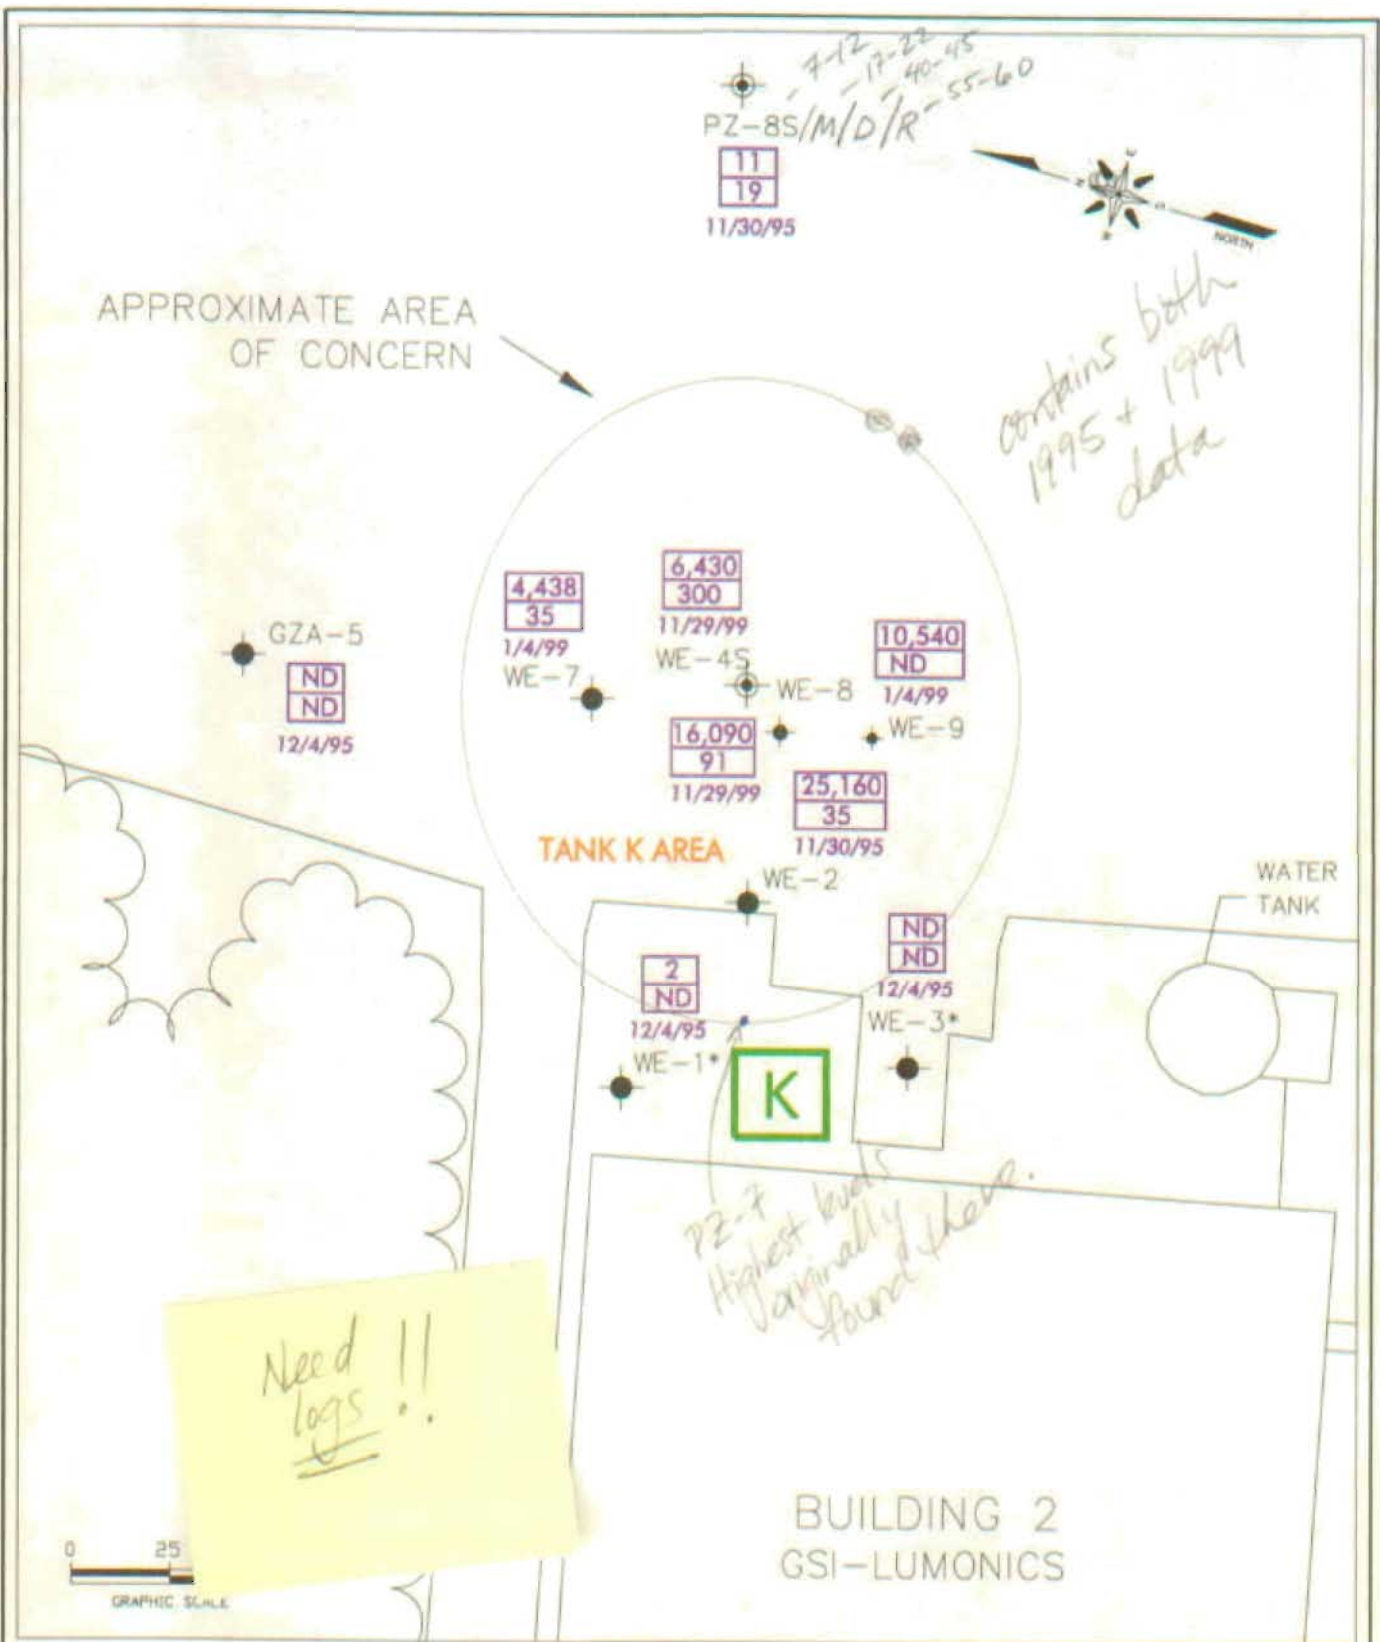 7-12
- 17-22
- 40-45
PZ-8S/M/D/R - 55-60
11
19
11/30/95
NORTH
contains both
1995 + 1999
data
APPROXIMATE AREA
OF CONCERN
4,438
35
1/4/99
WE-7
6,430
300
11/29/99
WE-4S
10,540
ND
1/4/99
WE-9
GZA-5
ND
ND
12/4/95
WE-8
16,090
91
11/29/99
25,160
35
11/30/95
TANK K AREA
WE-2
WATER
TANK
2
ND
12/4/95
WE-1*
ND
ND
12/4/95
WE-3*
K
PZ-7
Highest levels
originally
found there.
Need !!
logs
BUILDING 2
GSI-LUMONICS
0 25
GRAPHIC SCALE